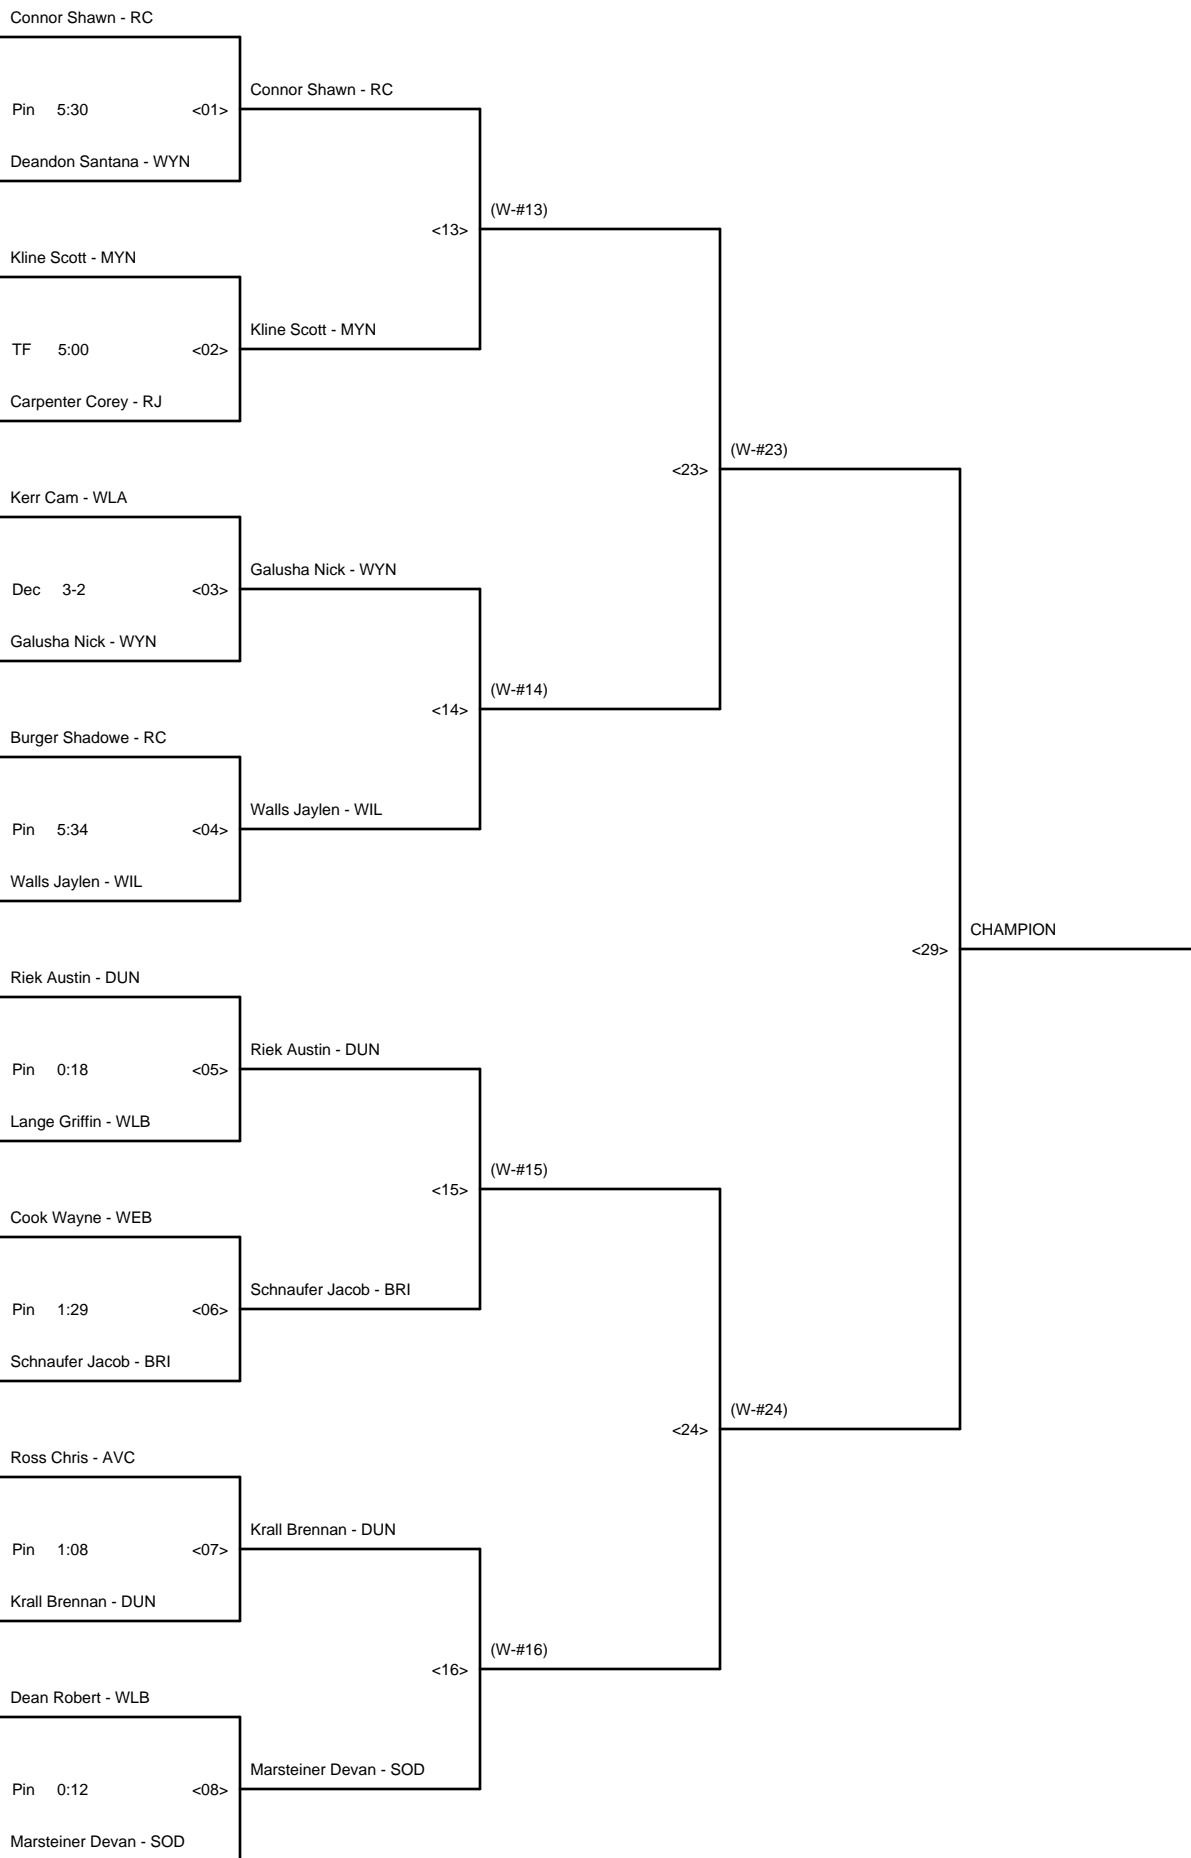 Connor Shawn - RC
Connor Shawn - RC
Pin 5:30 <01>
Deandon Santana - WYN
(W-#13)
<13>
Kline Scott - MYN
Kline Scott - MYN
TF 5:00 <02>
Carpenter Corey - RJ
(W-#23)
<23>
Kerr Cam - WLA
Galusha Nick - WYN
Dec 3-2 <03>
Galusha Nick - WYN
(W-#14)
<14>
Burger Shadowe - RC
Walls Jaylen - WIL
Pin 5:34 <04>
Walls Jaylen - WIL
CHAMPION
<29>
Riek Austin - DUN
Riek Austin - DUN
Pin 0:18 <05>
Lange Griffin - WLB
(W-#15)
<15>
Cook Wayne - WEB
Schnaufer Jacob - BRI
Pin 1:29 <06>
Schnaufer Jacob - BRI
(W-#24)
<24>
Ross Chris - AVC
Krall Brennan - DUN
Pin 1:08 <07>
Krall Brennan - DUN
(W-#16)
<16>
Dean Robert - WLB
Marsteiner Devan - SOD
Pin 0:12 <08>
Marsteiner Devan - SOD